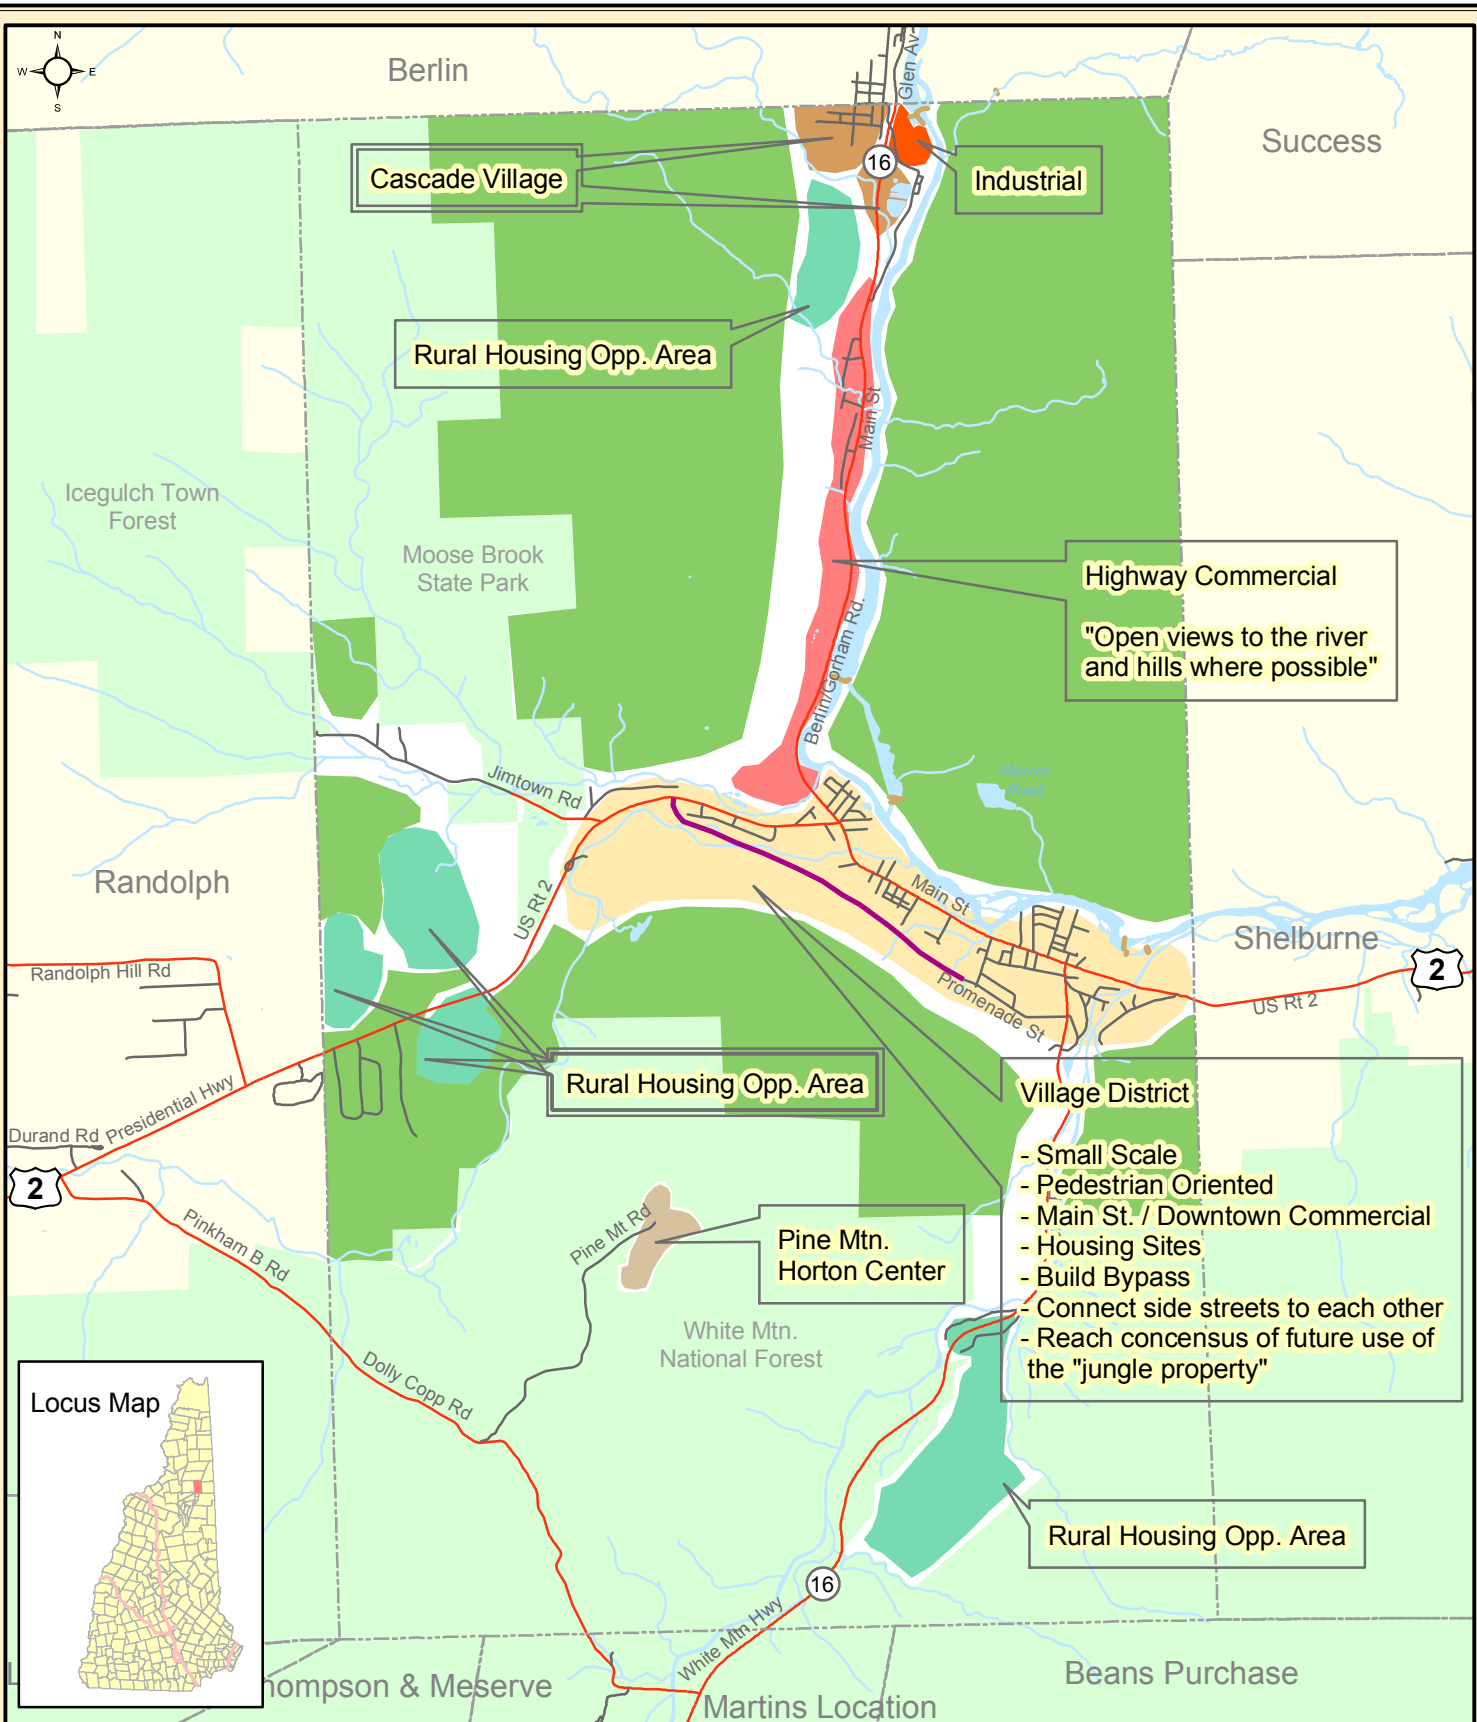 N
W
E
S
Berlin
Glen Av
Success
Cascade Village
16
Industrial
Rural Housing Opp. Area
Main St
Icegulch Town
Forest
Moose Brook
State Park
Highway Commercial
"Open views to the river
and hills where possible"
Berlin/Gorham Rd.
Mascot
Pond
Jimtown Rd
Randolph
US Rt 2
Main St
Shelburne
2
Randolph Hill Rd
Promenade St
US Rt 2
Rural Housing Opp. Area
Village District
- Small Scale
- Pedestrian Oriented
- Main St. / Downtown Commercial
- Housing Sites
- Build Bypass
- Connect side streets to each other
- Reach concensus of future use of
the "jungle property"
Presidential Hwy
Durand Rd
2
Pinkham B Rd
Pine Mt Rd
Pine Mtn.
Horton Center
White Mtn.
National Forest
Dolly Copp Rd
Locus Map
Rural Housing Opp. Area
16
White Mtn Hwy
L
hompson & Meserve
Martins Location
Beans Purchase